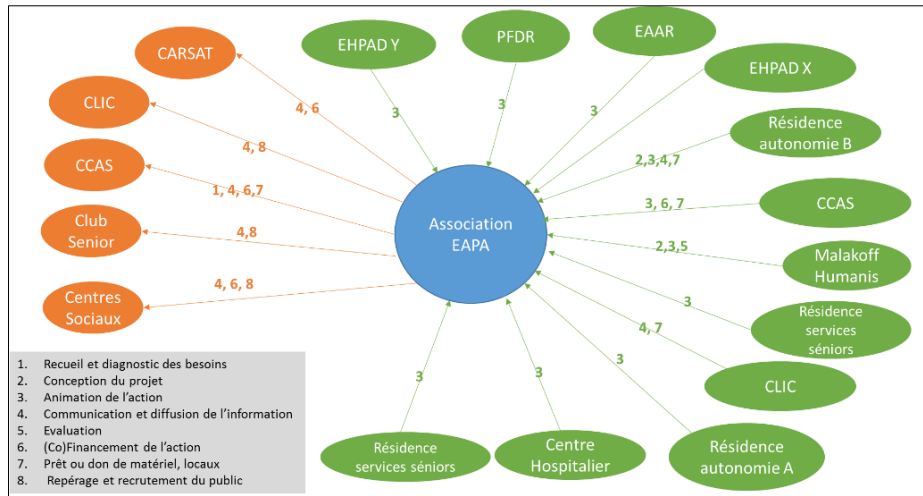 EHPAD Y
PFDR
EAAR
CARSAT
EHPAD X
CLIC
Résidence
autonomie B
CCAS
CCAS
Club
Senior
Malakoff
Humanis
Centres
Sociaux
Résidence
services
séniors
CLIC
Résidence
services séniors
Centre
Hospitalier
Résidence
autonomie A
Association
EAPA
4, 6
4, 8
1, 4, 6,7
4,8
4, 6, 8
3
3
3
2,3,4,7
3, 6, 7
2,3,5
3
4, 7
3
3
3
1. Recueil et diagnostic des besoins
2. Conception du projet
3. Animation de l'action
4. Communication et diffusion de l'information
5. Evaluation
6. (Co)Financement de l'action
7. Prêt ou don de matériel, locaux
8. Repérage et recrutement du public